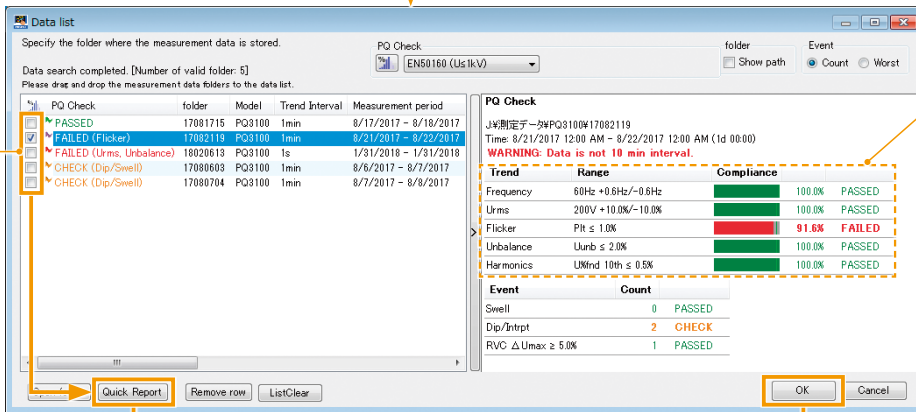 Data list
Specify the folder where the measurement data is stored.
PQ Check
folder
Event
EN50160 (U≤1kV)
Show path
Count
Worst
Data search completed. [Number of valid folder: 5]
Please drag and drop the measurement data folders to the data list.
PQ Check folder Model Trend Interval Measurement period
PASSED 17081715 PQ3100 1min 8/17/2017 - 8/18/2017
FAILED (Flicker) 17082119 PQ3100 1min 8/21/2017 - 8/22/2017
FAILED (Urms, Unbalance) 18020613 PQ3100 1s 1/31/2018 - 1/31/2018
CHECK (Dip/Swell) 17080603 PQ3100 1min 8/6/2017 - 8/7/2017
CHECK (Dip/Swell) 17080704 PQ3100 1min 8/7/2017 - 8/8/2017
PQ Check
J:¥測定データ¥PQ3100¥17082119
Time: 8/21/2017 12:00 AM - 8/22/2017 12:00 AM (1d 00:00)
WARNING: Data is not 10 min interval.
Trend Range Compliance
Frequency 60Hz +0.6Hz/-0.6Hz 100.0% PASSED
Urms 200V +10.0%/-10.0% 100.0% PASSED
Flicker Plt ≤ 1.0% 91.6% FAILED
Unbalance Uunb ≤ 2.0% 100.0% PASSED
Harmonics U%fnd 10th ≤ 0.5% 100.0% PASSED
Event Count
Swell 0 PASSED
Dip/Intrpt 2 CHECK
RVC ΔUmax ≥ 5.0% 1 PASSED
Quick Report
Remove row
ListClear
OK
Cancel